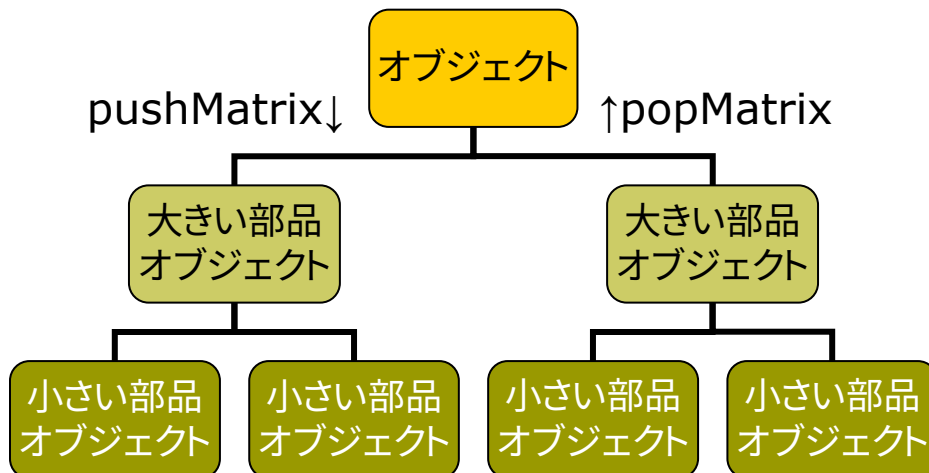 オブジェクト
pushMatrix↓
↑popMatrix
大きい部品
オブジェクト
大きい部品
オブジェクト
小さい部品
オブジェクト
小さい部品
オブジェクト
小さい部品
オブジェクト
小さい部品
オブジェクト